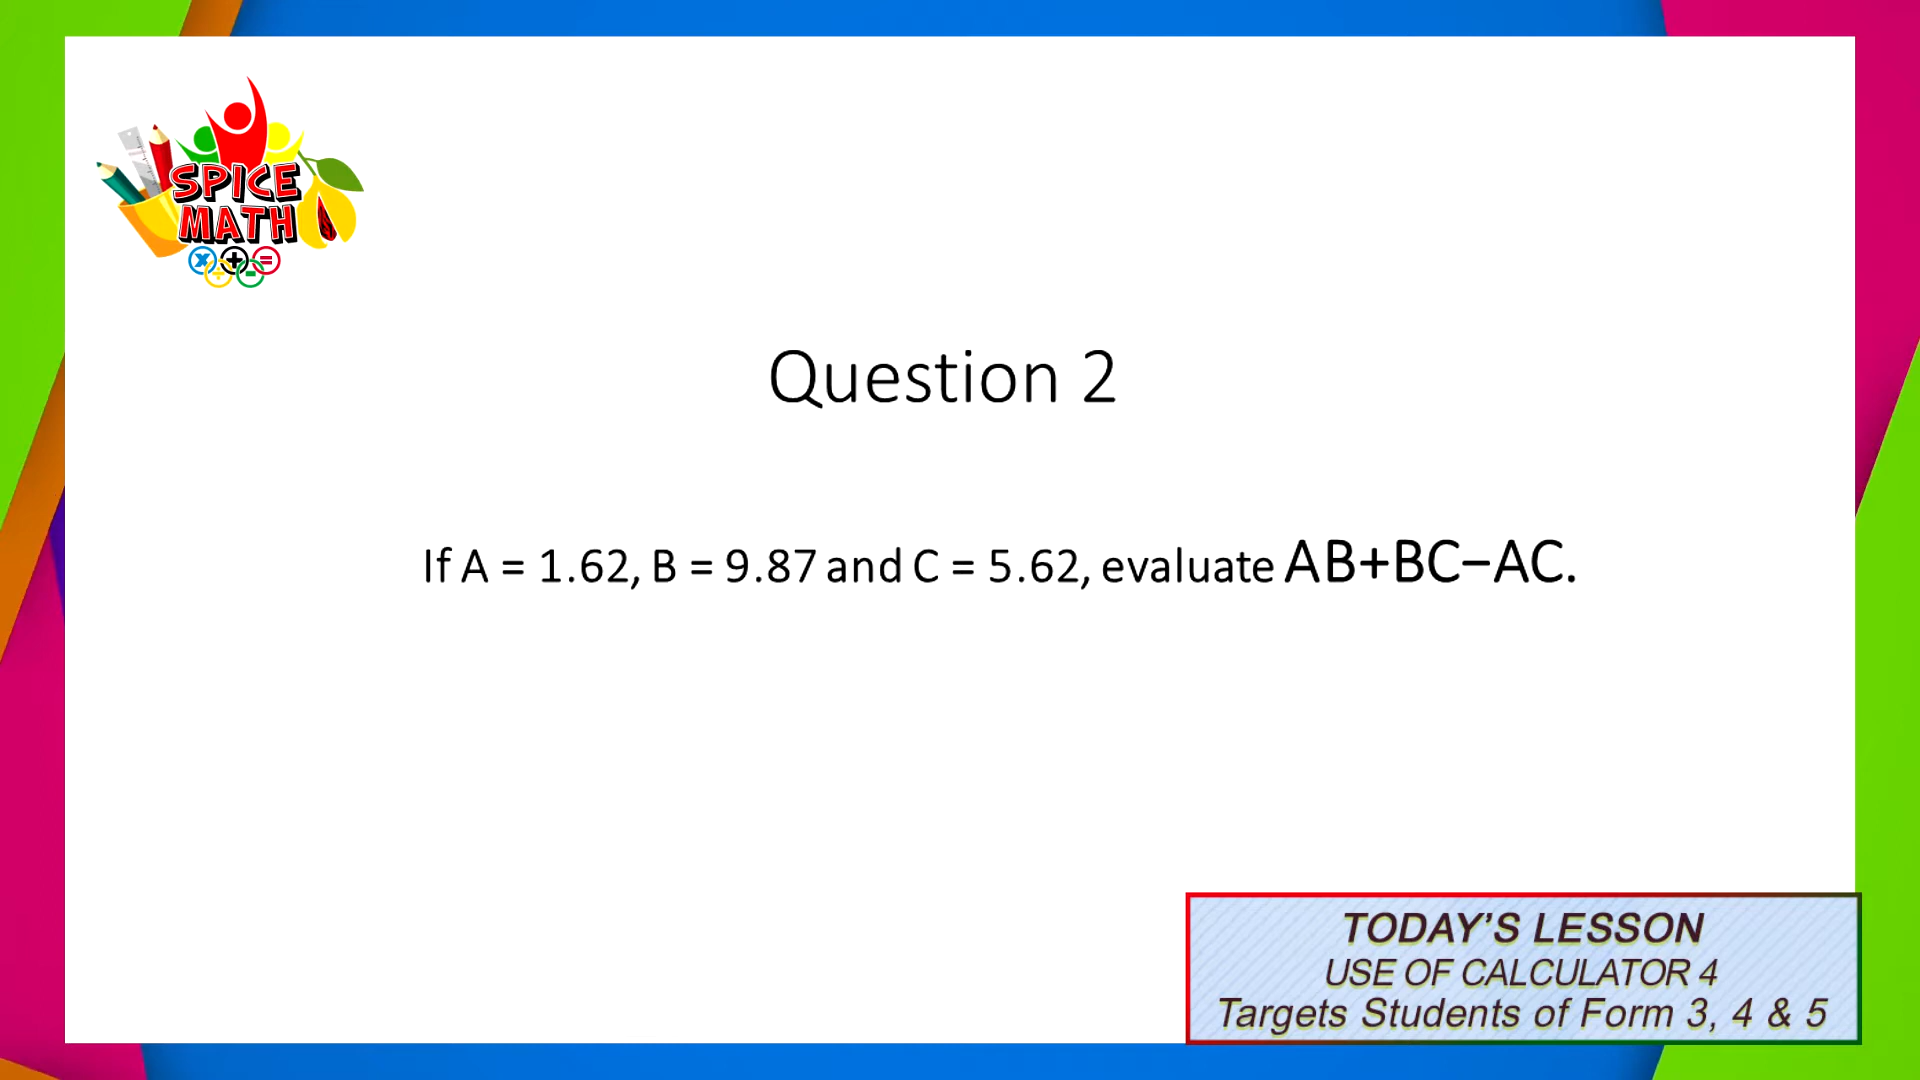 SPICE
MATH
Question 2
If A = 1.62, B = 9.87 and C = 5.62, evaluate AB+BC−AC.
TODAY’S LESSON
USE OF CALCULATOR 4
Targets Students of Form 3, 4 & 5